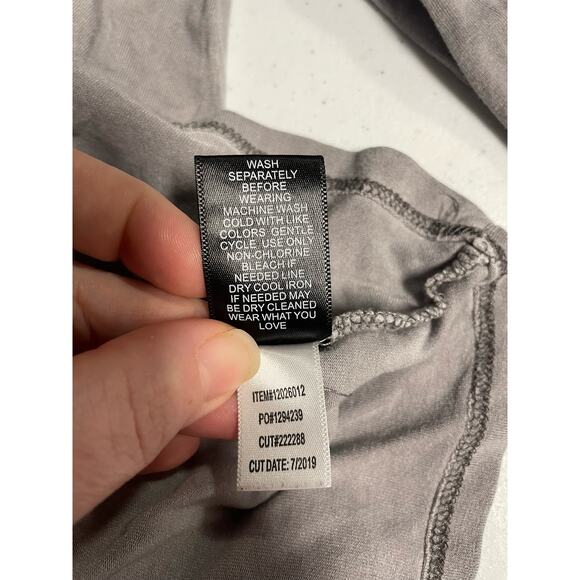 WASH
SEPARATELY
BEFORE
WEARING
MACHINE WASH
COLD WITH LIKE
COLORS GENTLE
CYCLE. USE ONLY
NON-CHLORINE
BLEACH IF
NEEDED LINE
DRY COOL IRON
IF NEEDED MAY
BE DRY CLEANED
WEAR WHAT YOU
LOVE
ITEM#12026012
PO#1294239
CUT#222288
CUT DATE: 7/2019